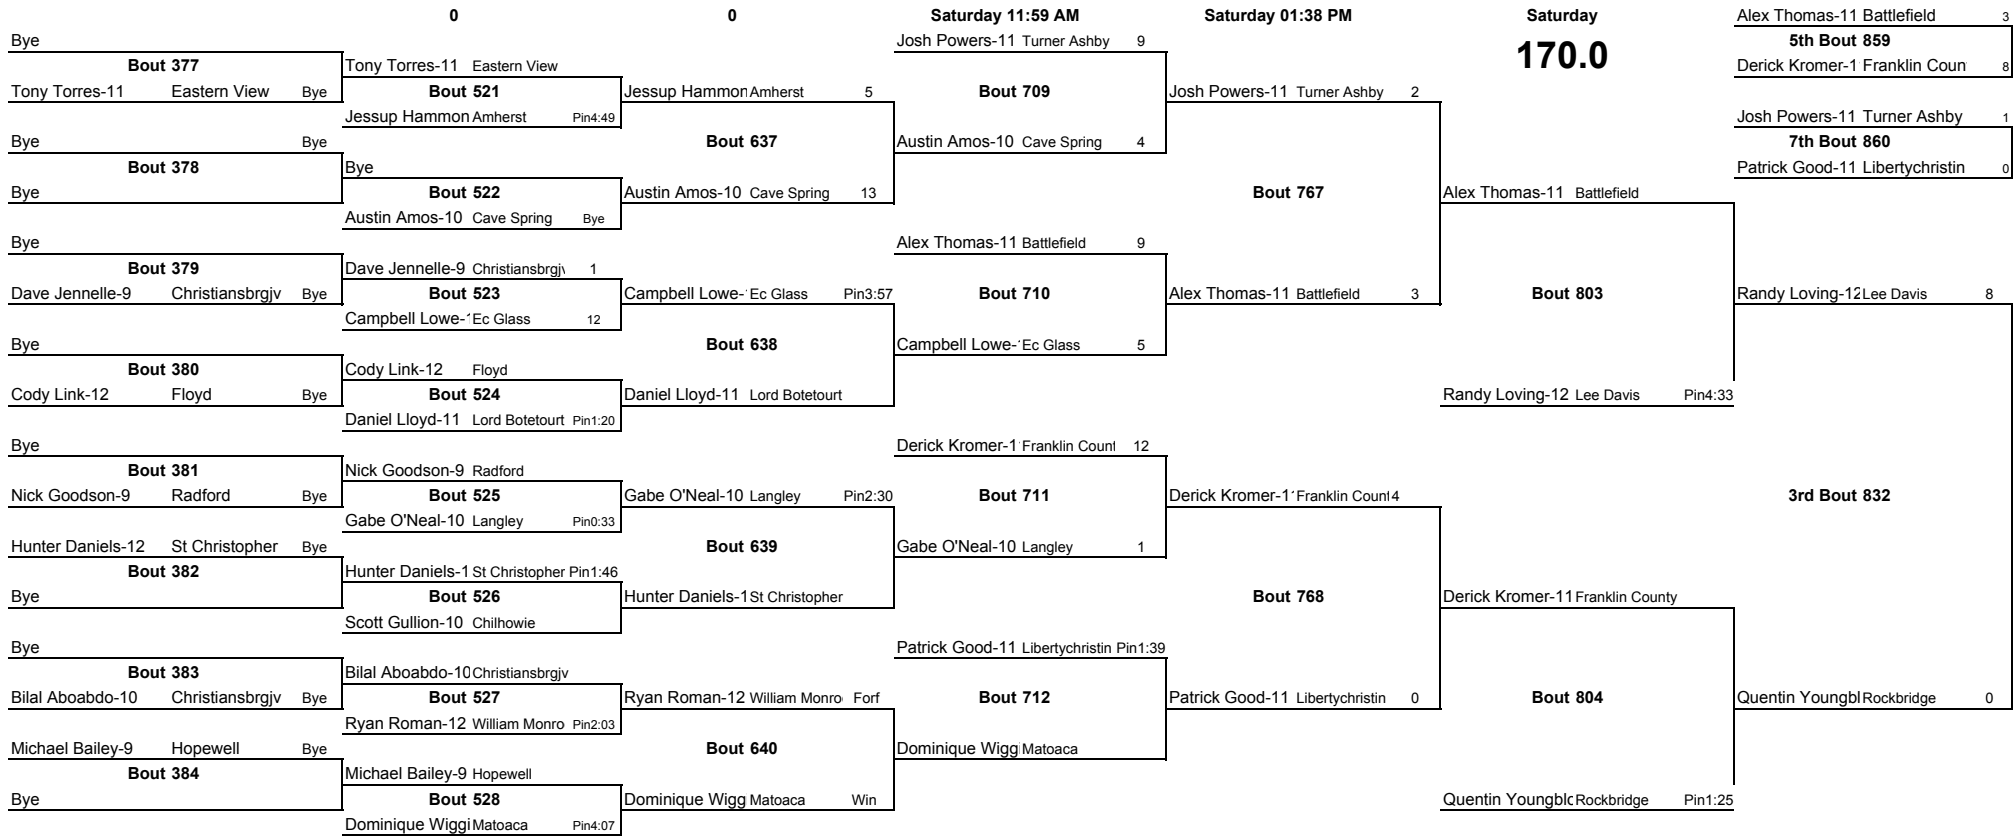 0 0 Saturday 11:59 AM Saturday 01:38 PM Saturday Alex Thomas-11 Battlefield 3
Bye Josh Powers-11 Turner Ashby 9 170.0 5th Bout 859
Bout 377 Tony Torres-11 Eastern View Derick Kromer-1 Franklin Coun 8
Tony Torres-11 Eastern View Bye Bout 521 Jessup Hammon Amherst 5 Bout 709 Josh Powers-11 Turner Ashby 2
Jessup Hammon Amherst Pin4:49 Josh Powers-11 Turner Ashby 1
Bye Bye Bout 637 Austin Amos-10 Cave Spring 4 7th Bout 860
Bout 378 Bye Patrick Good-11 Libertychristin 0
Bye Bout 522 Austin Amos-10 Cave Spring 13 Bout 767 Alex Thomas-11 Battlefield
Austin Amos-10 Cave Spring Bye
Bye Alex Thomas-11 Battlefield 9
Bout 379 Dave Jennelle-9 Christiansbrgjv 1
Dave Jennelle-9 Christiansbrgjv Bye Bout 523 Campbell Lowe- Ec Glass Pin3:57 Bout 710 Alex Thomas-11 Battlefield 3 Bout 803 Randy Loving-12 Lee Davis 8
Campbell Lowe- Ec Glass 12
Bye Bout 638 Campbell Lowe- Ec Glass 5
Bout 380 Cody Link-12 Floyd
Cody Link-12 Floyd Bye Bout 524 Daniel Lloyd-11 Lord Botetourt Randy Loving-12 Lee Davis Pin4:33
Daniel Lloyd-11 Lord Botetourt Pin1:20
Bye Derick Kromer-1 Franklin Count 12
Bout 381 Nick Goodson-9 Radford
Nick Goodson-9 Radford Bye Bout 525 Gabe O'Neal-10 Langley Pin2:30 Bout 711 Derick Kromer-1 Franklin Count 4 3rd Bout 832
Gabe O'Neal-10 Langley Pin0:33
Hunter Daniels-12 St Christopher Bye Bout 639 Gabe O'Neal-10 Langley 1
Bout 382 Hunter Daniels-1 St Christopher Pin1:46
Bye Bout 526 Hunter Daniels-1 St Christopher Bout 768 Derick Kromer-11 Franklin County
Scott Gullion-10 Chilhowie
Bye Patrick Good-11 Libertychristin Pin1:39
Bout 383 Bilal Aboabdo-10 Christiansbrgjv
Bilal Aboabdo-10 Christiansbrgjv Bye Bout 527 Ryan Roman-12 William Monro Forf Bout 712 Patrick Good-11 Libertychristin 0 Bout 804 Quentin Youngbl Rockbridge 0
Ryan Roman-12 William Monro Pin2:03
Michael Bailey-9 Hopewell Bye Bout 640 Dominique Wigg Matoaca
Bout 384 Michael Bailey-9 Hopewell
Bye Bout 528 Dominique Wigg Matoaca Win Quentin Youngblo Rockbridge Pin1:25
Dominique Wiggi Matoaca Pin4:07